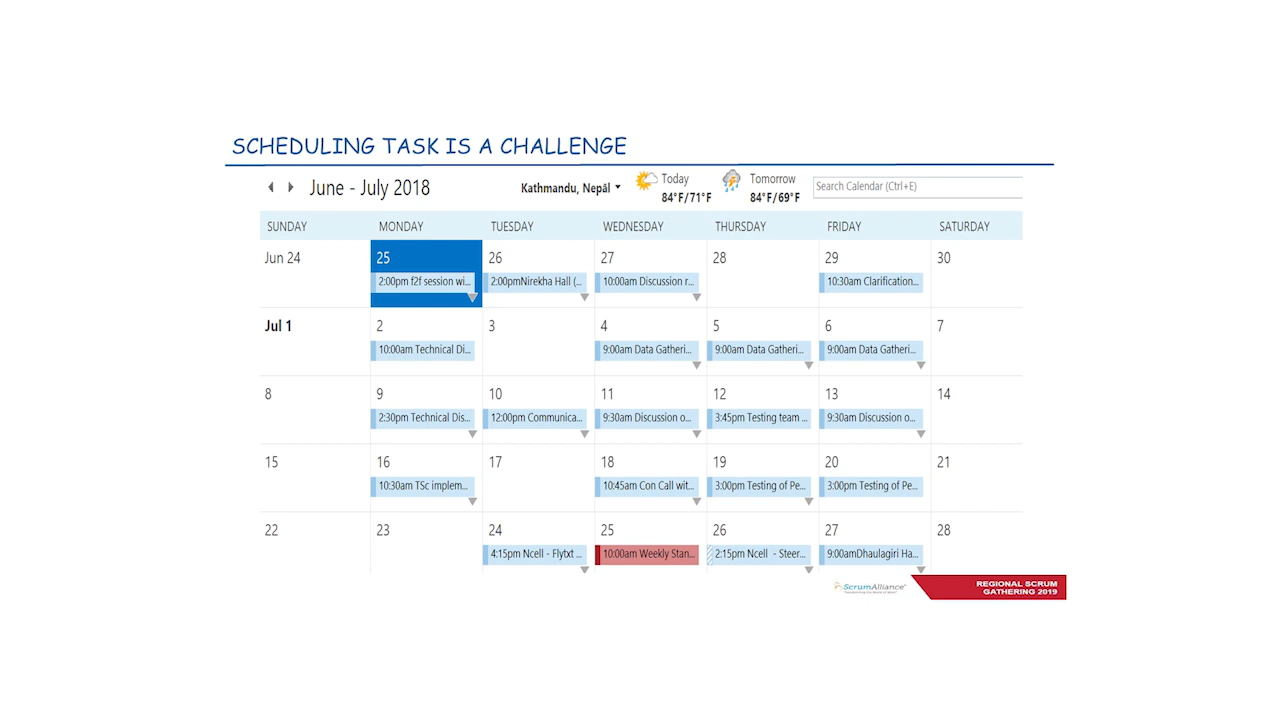 SCHEDULING TASK IS A CHALLENGE
June - July 2018
Kathmandu, Nepāl
Today
84°F/71°F
Tomorrow
84°F/69°F
Search Calendar (Ctrl+E)
SUNDAY MONDAY TUESDAY WEDNESDAY THURSDAY FRIDAY SATURDAY
Jun 24 25 26 27 28 29 30
2:00pm f2f session wi... 2:00pmNirekha Hall (... 10:00am Discussion r... 10:30am Clarification...
Jul 1 2 3 4 5 6 7
10:00am Technical Di... 9:00am Data Gatheri... 9:00am Data Gatheri... 9:00am Data Gatheri...
8 9 10 11 12 13 14
2:30pm Technical Dis... 12:00pm Communica... 9:30am Discussion o... 3:45pm Testing team ... 9:30am Discussion o...
15 16 17 18 19 20 21
10:30am TSc implem... 10:45am Con Call wit... 3:00pm Testing of Pe... 3:00pm Testing of Pe...
22 23 24 25 26 27 28
4:15pm Ncell - Flytxt ... 10:00am Weekly Stan... 2:15pm Ncell - Steer... 9:00amDhaulagiri Ha...
ScrumAlliance
REGIONAL SCRUM
GATHERING 2019